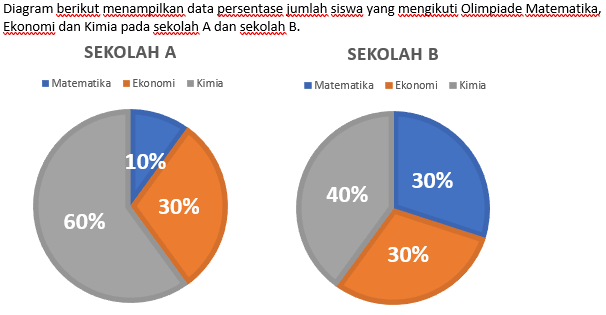 Diagram berikut menampilkan data persentase jumlah siswa yang mengikuti Olimpiade Matematika,
Ekonomi dan Kimia pada sekolah A dan sekolah B.
SEKOLAH A
Matematika Ekonomi Kimia
10%
30%
60%
SEKOLAH B
Matematika Ekonomi Kimia
30%
40%
30%